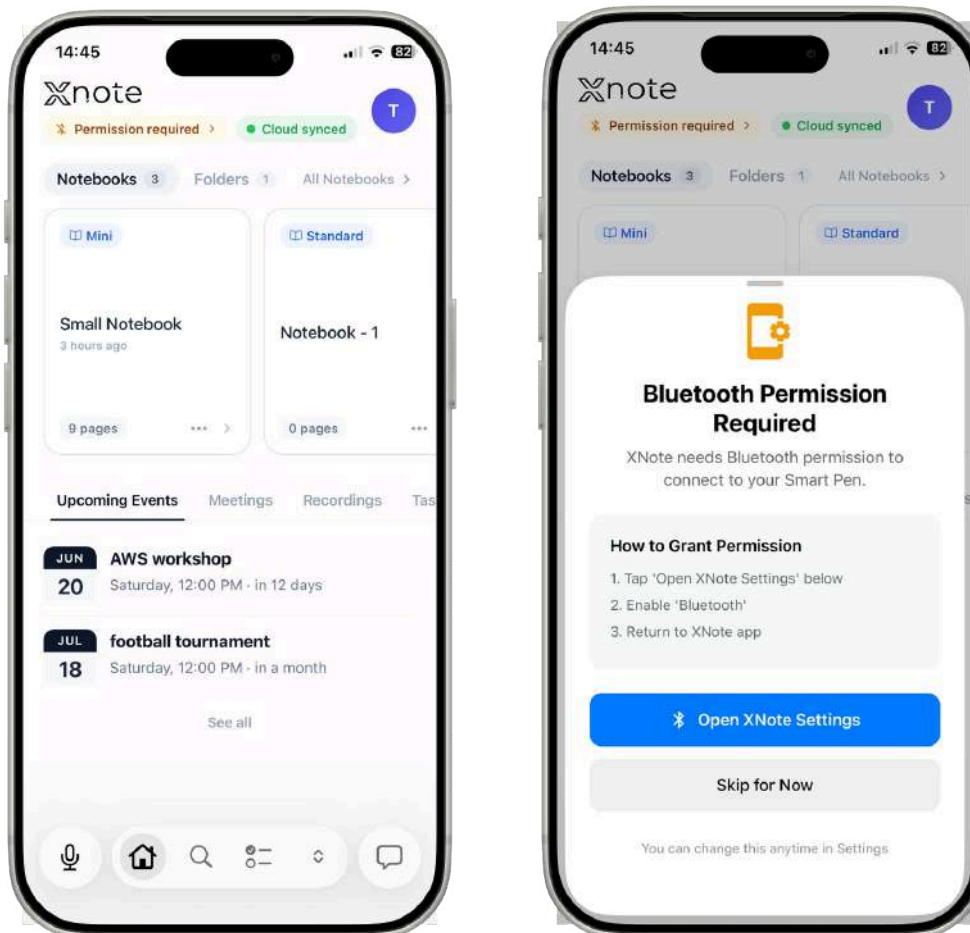 14:45
82
Xnote
T
Permission required >
Cloud synced
Notebooks 3
Folders 1
All Notebooks >
Mini
Standard
Small Notebook
3 hours ago
Notebook - 1
9 pages
0 pages
Upcoming Events
Meetings
Recordings
Tas
JUN
20
AWS workshop
Saturday, 12:00 PM · in 12 days
JUL
18
football tournament
Saturday, 12:00 PM · in a month
See all
14:45
82
Xnote
T
Permission required >
Cloud synced
Notebooks 3
Folders 1
All Notebooks >
Mini
Standard
Bluetooth Permission
Required
XNote needs Bluetooth permission to
connect to your Smart Pen.
How to Grant Permission
1. Tap 'Open XNote Settings' below
2. Enable 'Bluetooth'
3. Return to XNote app
Open XNote Settings
Skip for Now
You can change this anytime in Settings